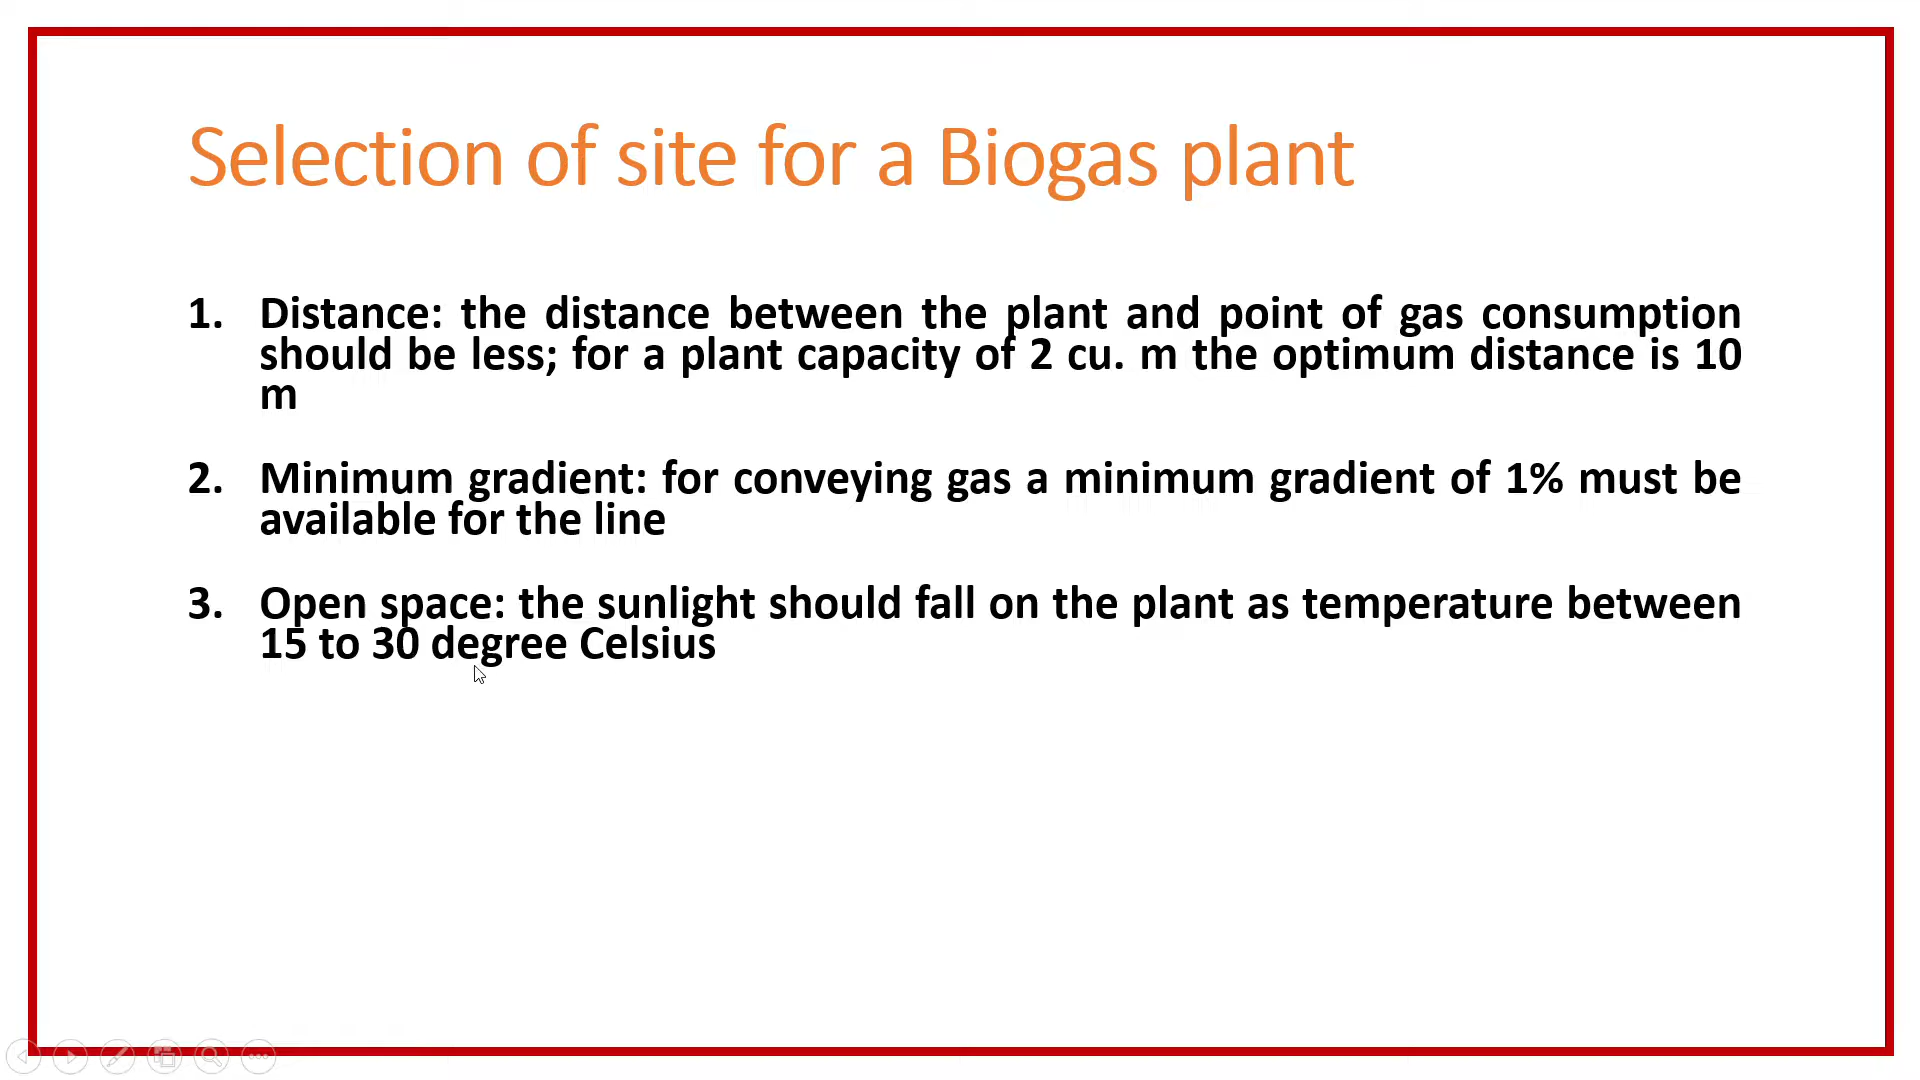 Selection of site for a Biogas plant
1. Distance: the distance between the plant and point of gas consumption
should be less; for a plant capacity of 2 cu. m the optimum distance is 10
m
2. Minimum gradient: for conveying gas a minimum gradient of 1% must be
available for the line
3. Open space: the sunlight should fall on the plant as temperature between
15 to 30 degree Celsius